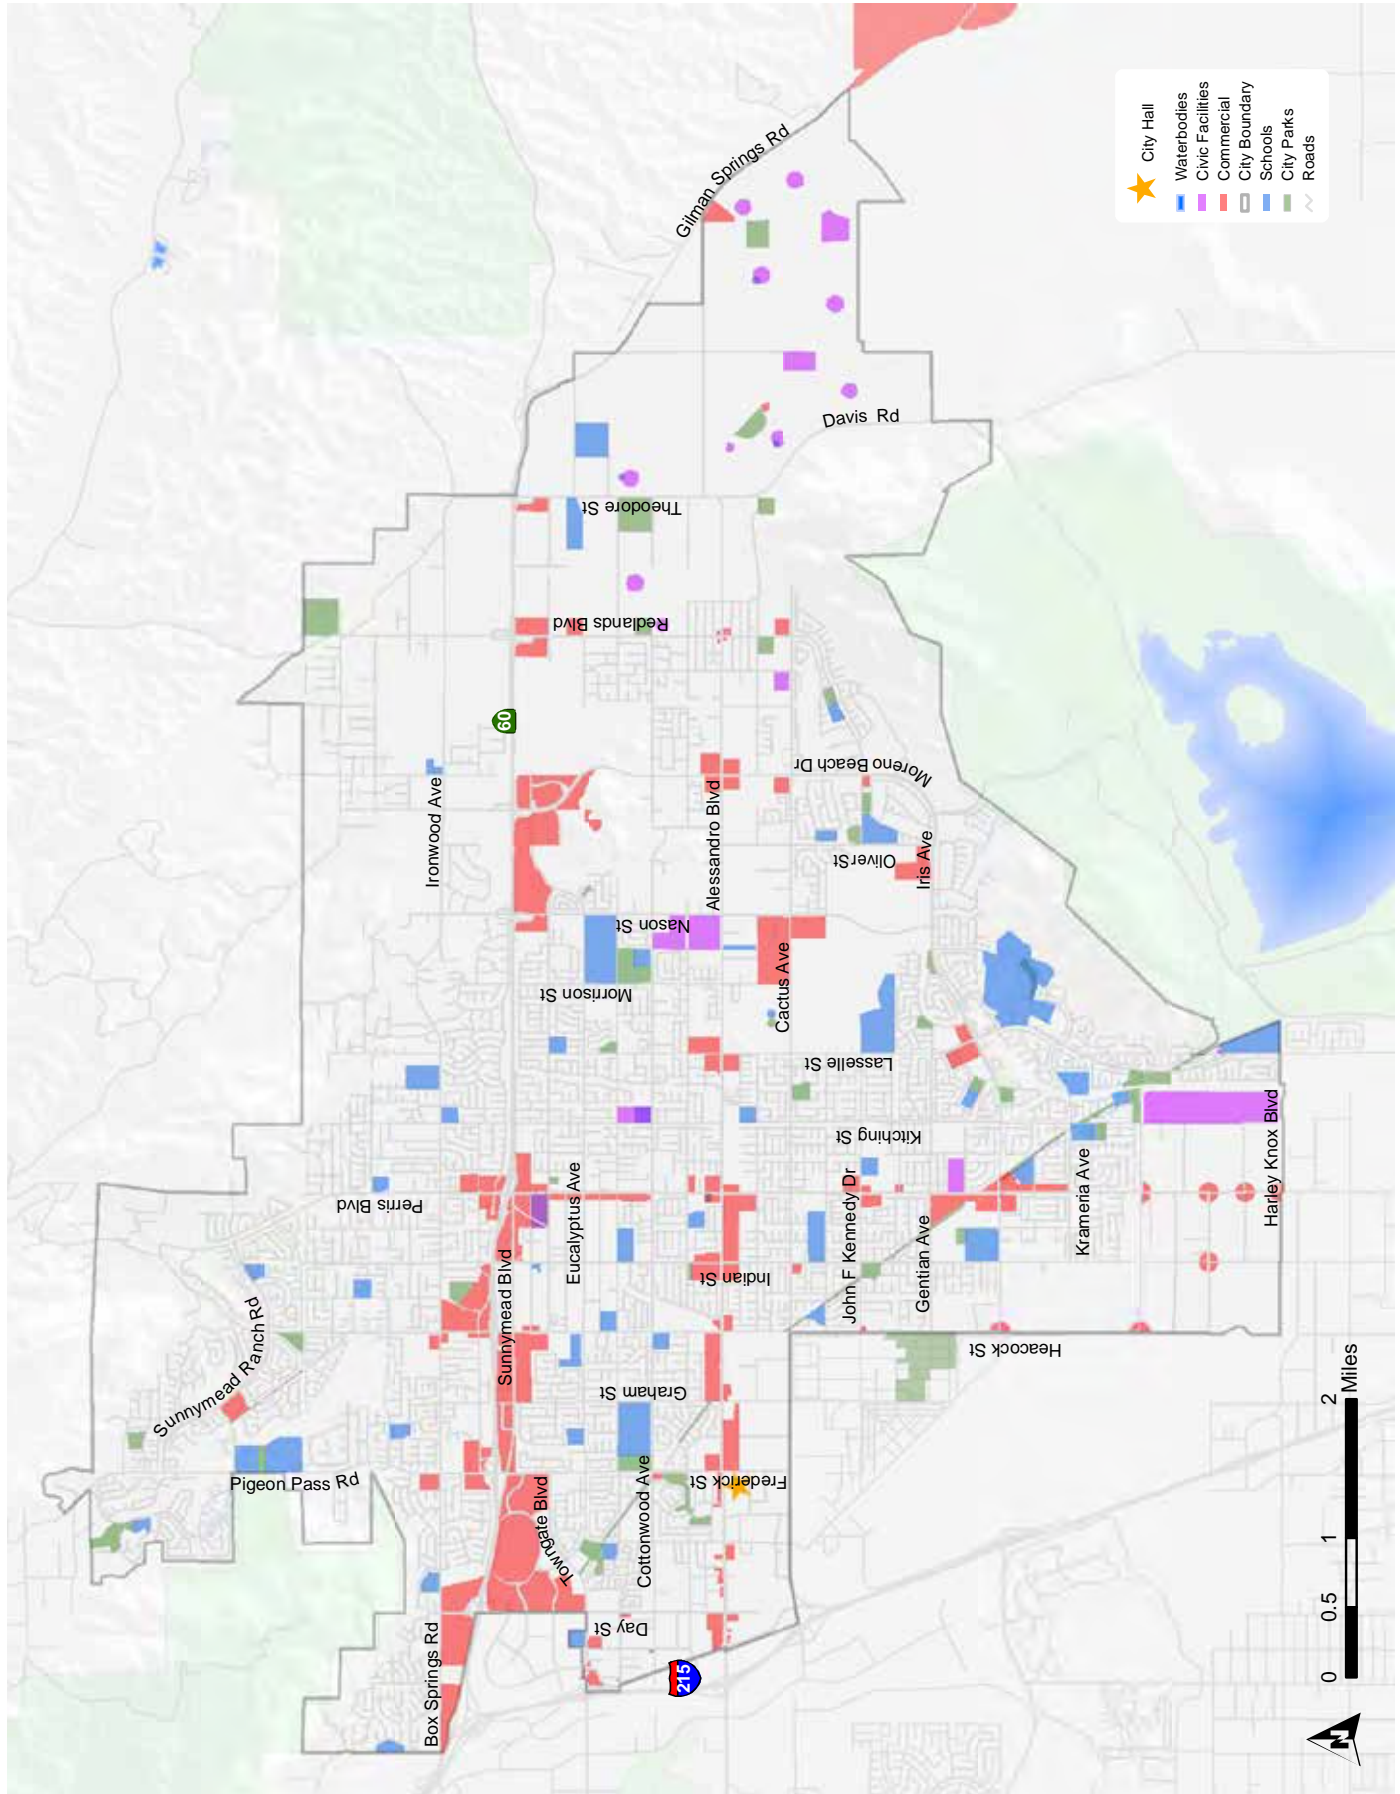 Gilman Springs Rd
City Hall
Waterbodies
Civic Facilities
Commercial
City Boundary
Schools
City Parks
Roads
Davis Rd
Theodore St
Redlands Blvd
60
Ironwood Ave
Moreno Beach Dr
Alessandro Blvd
Oliver St
Iris Ave
Nason St
Morrison St
Cactus Ave
Lasselle St
Kitching St
Perris Blvd
Eucalyptus Ave
John F Kennedy Dr
Gentian Ave
Krameria Ave
Harley Knox Blvd
Indian St
Sunnymead Blvd
Sunnymead Ranch Rd
Heacock St
Graham St
Pigeon Pass Rd
Frederick St
Towngate Blvd
Cottonwood Ave
Day St
Box Springs Rd
215
0 0.5 1 2
Miles
N